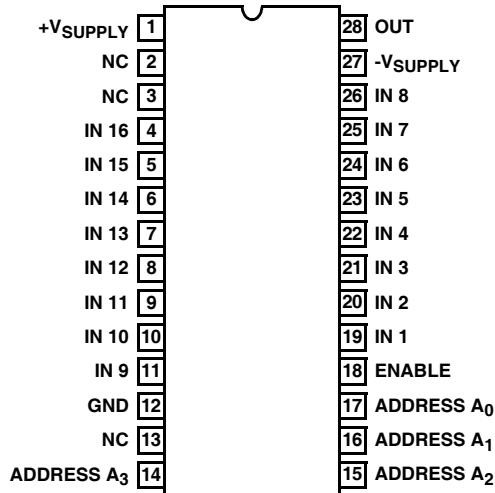 +VSUPPLY 1 28 OUT
NC 2 27 -VSUPPLY
NC 3 26 IN 8
IN 16 4 25 IN 7
IN 15 5 24 IN 6
IN 14 6 23 IN 5
IN 13 7 22 IN 4
IN 12 8 21 IN 3
IN 11 9 20 IN 2
IN 10 10 19 IN 1
IN 9 11 18 ENABLE
GND 12 17 ADDRESS A0
NC 13 16 ADDRESS A1
ADDRESS A3 14 15 ADDRESS A2